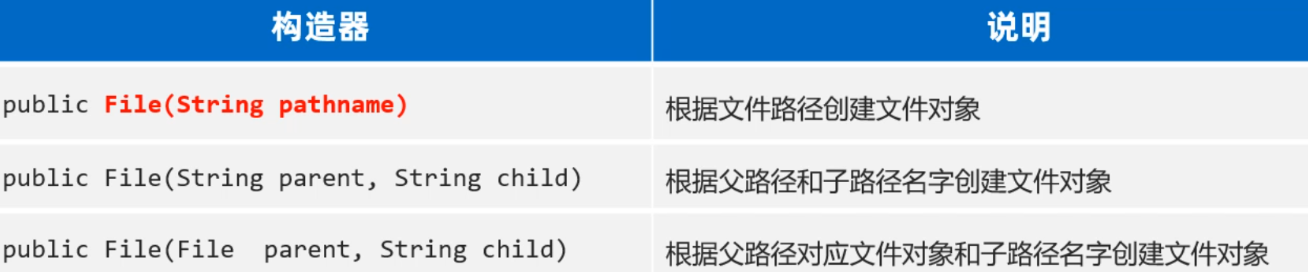 构造器 说明
public File(String pathname) 根据文件路径创建文件对象
public File(String parent, String child) 根据父路径和子路径名字创建文件对象
public File(File  parent, String child) 根据父路径对应文件对象和子路径名字创建文件对象